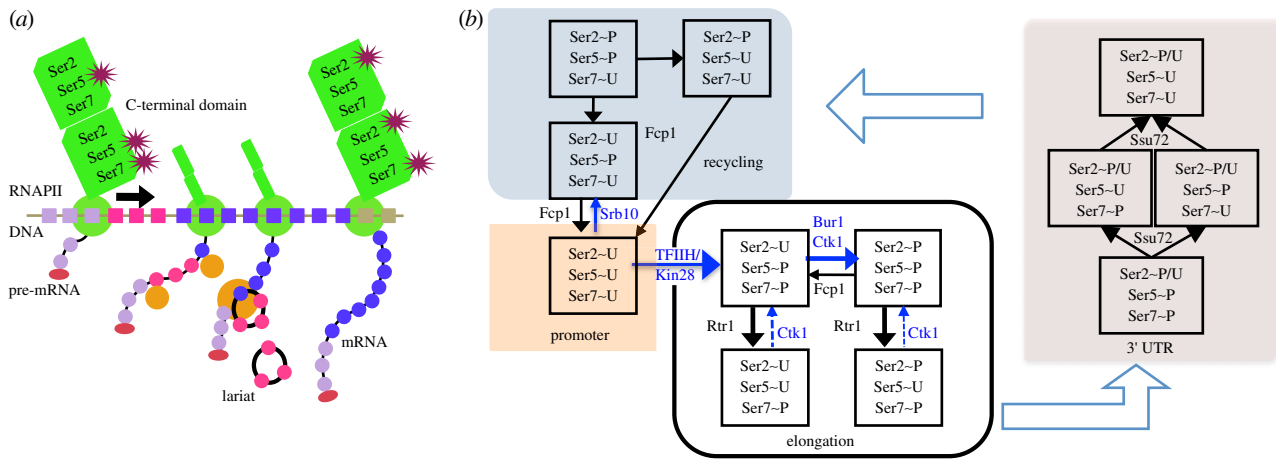 (a)
Ser2
Ser5
Ser7
C-terminal domain
Ser2
Ser5
Ser7
RNAPII
DNA
pre-mRNA
lariat
mRNA
Ser2
Ser5
Ser7
Ser2
Ser5
Ser7
(b)
Ser2~P
Ser5~P
Ser7~U
Ser2~P
Ser5~U
Ser7~U
Fcp1
Ser2~U
Ser5~P
Ser7~U
recycling
Fcp1
Srb10
Ser2~U
Ser5~U
Ser7~U
promoter
TFIIH/
Kin28
Ser2~U
Ser5~P
Ser7~P
Bur1
Ctk1
Fcp1
Ser2~P
Ser5~P
Ser7~P
Rtr1
Ctk1
Rtr1
Ctk1
Ser2~U
Ser5~U
Ser7~P
Ser2~P
Ser5~U
Ser7~P
elongation
Ser2~P/U
Ser5~U
Ser7~U
Ssu72
Ser2~P/U
Ser5~U
Ser7~P
Ser2~P/U
Ser5~P
Ser7~U
Ssu72
Ser2~P/U
Ser5~P
Ser7~P
3' UTR